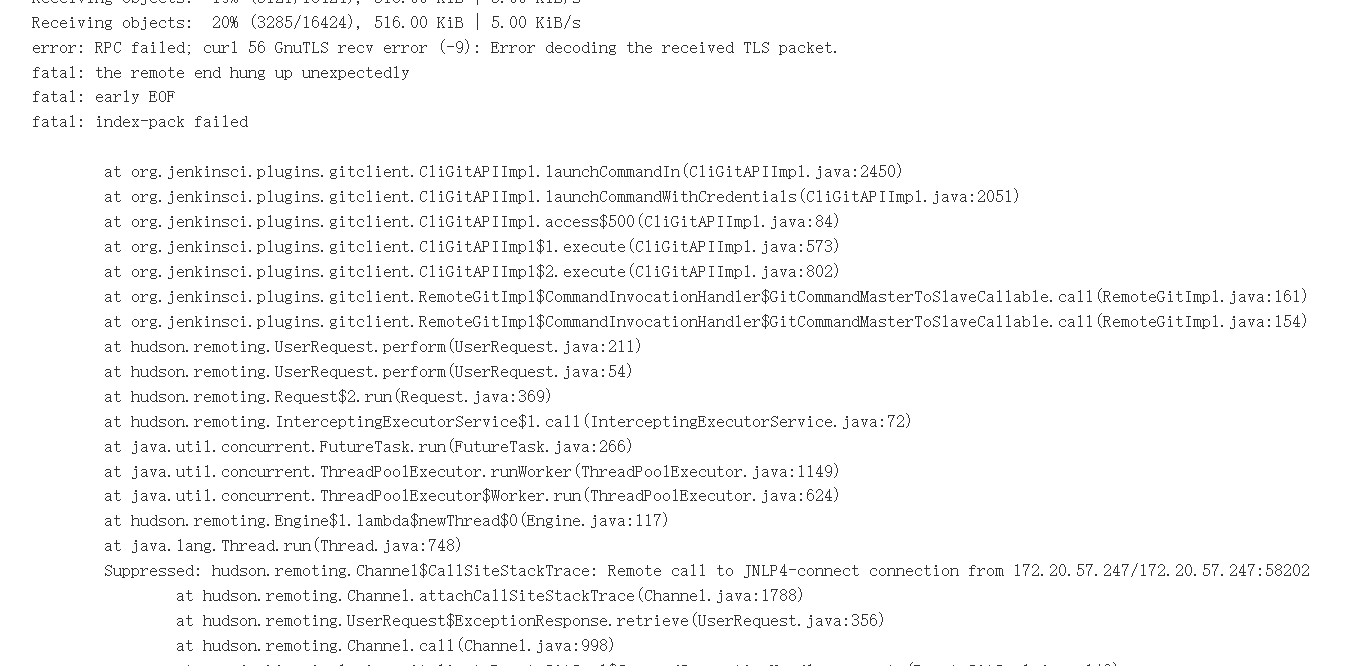 Receiving objects: 20% (3285/16424), 516.00 KiB | 5.00 KiB/s
error: RPC failed; curl 56 GnuTLS recv error (-9): Error decoding the received TLS packet.
fatal: the remote end hung up unexpectedly
fatal: early EOF
fatal: index-pack failed
at org.jenkinsci.plugins.gitclient.CliGitAPIImpl.launchCommandIn(CliGitAPIImpl.java:2450)
at org.jenkinsci.plugins.gitclient.CliGitAPIImpl.launchCommandWithCredentials(CliGitAPIImpl.java:2051)
at org.jenkinsci.plugins.gitclient.CliGitAPIImpl.access$500(CliGitAPIImpl.java:84)
at org.jenkinsci.plugins.gitclient.CliGitAPIImpl$1.execute(CliGitAPIImpl.java:573)
at org.jenkinsci.plugins.gitclient.CliGitAPIImpl$2.execute(CliGitAPIImpl.java:802)
at org.jenkinsci.plugins.gitclient.RemoteGitImpl$CommandInvocationHandler$GitCommandMasterToSlaveCallable.call(RemoteGitImpl.java:161)
at org.jenkinsci.plugins.gitclient.RemoteGitImpl$CommandInvocationHandler$GitCommandMasterToSlaveCallable.call(RemoteGitImpl.java:154)
at hudson.remoting.UserRequest.perform(UserRequest.java:211)
at hudson.remoting.UserRequest.perform(UserRequest.java:54)
at hudson.remoting.Request$2.run(Request.java:369)
at hudson.remoting.InterceptingExecutorService$1.call(InterceptingExecutorService.java:72)
at java.util.concurrent.FutureTask.run(FutureTask.java:266)
at java.util.concurrent.ThreadPoolExecutor.runWorker(ThreadPoolExecutor.java:1149)
at java.util.concurrent.ThreadPoolExecutor$Worker.run(ThreadPoolExecutor.java:624)
at hudson.remoting.Engine$1.lambda$newThread$0(Engine.java:117)
at java.lang.Thread.run(Thread.java:748)
Suppressed: hudson.remoting.Channel$CallSiteStackTrace: Remote call to JNLP4-connect connection from 172.20.57.247/172.20.57.247:58202
at hudson.remoting.Channel.attachCallSiteStackTrace(Channel.java:1788)
at hudson.remoting.UserRequest$ExceptionResponse.retrieve(UserRequest.java:356)
at hudson.remoting.Channel.call(Channel.java:998)